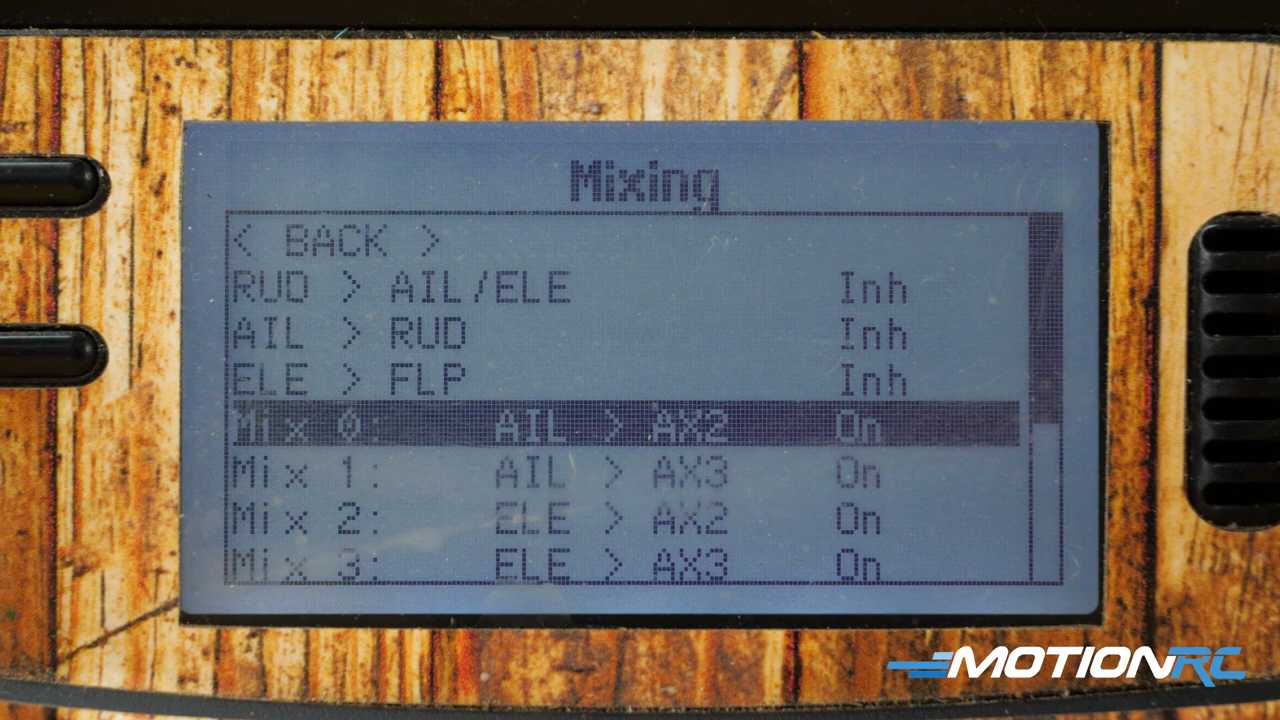 Mixing
< BACK >
RUD > AIL/ELE Inh
AIL > RUD Inh
ELE > FLP Inh
Mix 0: AIL > AX2 On
Mix 1: AIL > AX3 On
Mix 2: ELE > AX2 On
Mix 3: ELE > AX3 On
MOTIONRC